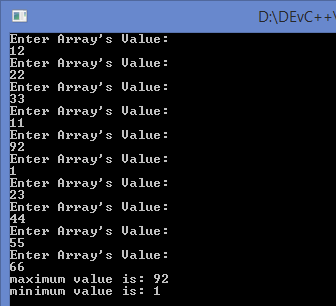 D:\DEvC++\
Enter Array's Value:
12
Enter Array's Value:
22
Enter Array's Value:
33
Enter Array's Value:
11
Enter Array's Value:
92
Enter Array's Value:
1
Enter Array's Value:
23
Enter Array's Value:
44
Enter Array's Value:
55
Enter Array's Value:
66
maximum value is: 92
minimum value is: 1